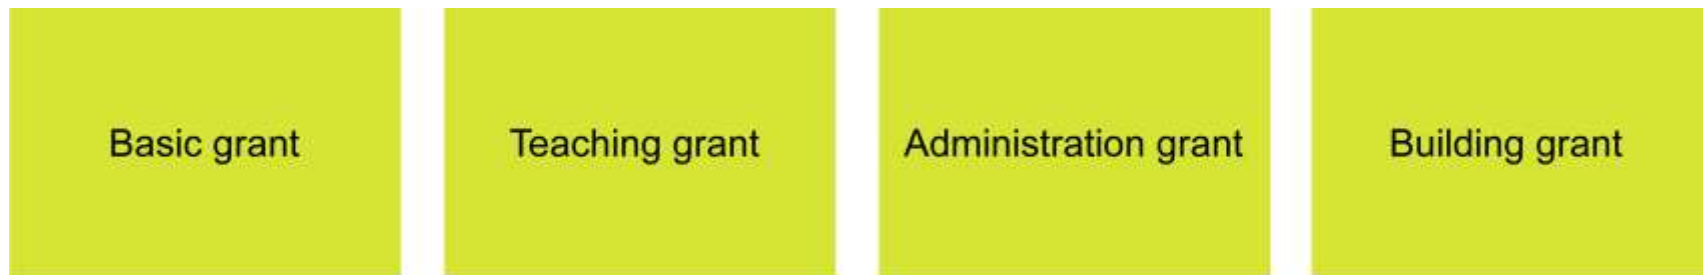 Basic grant
Teaching grant
Administration grant
Building grant